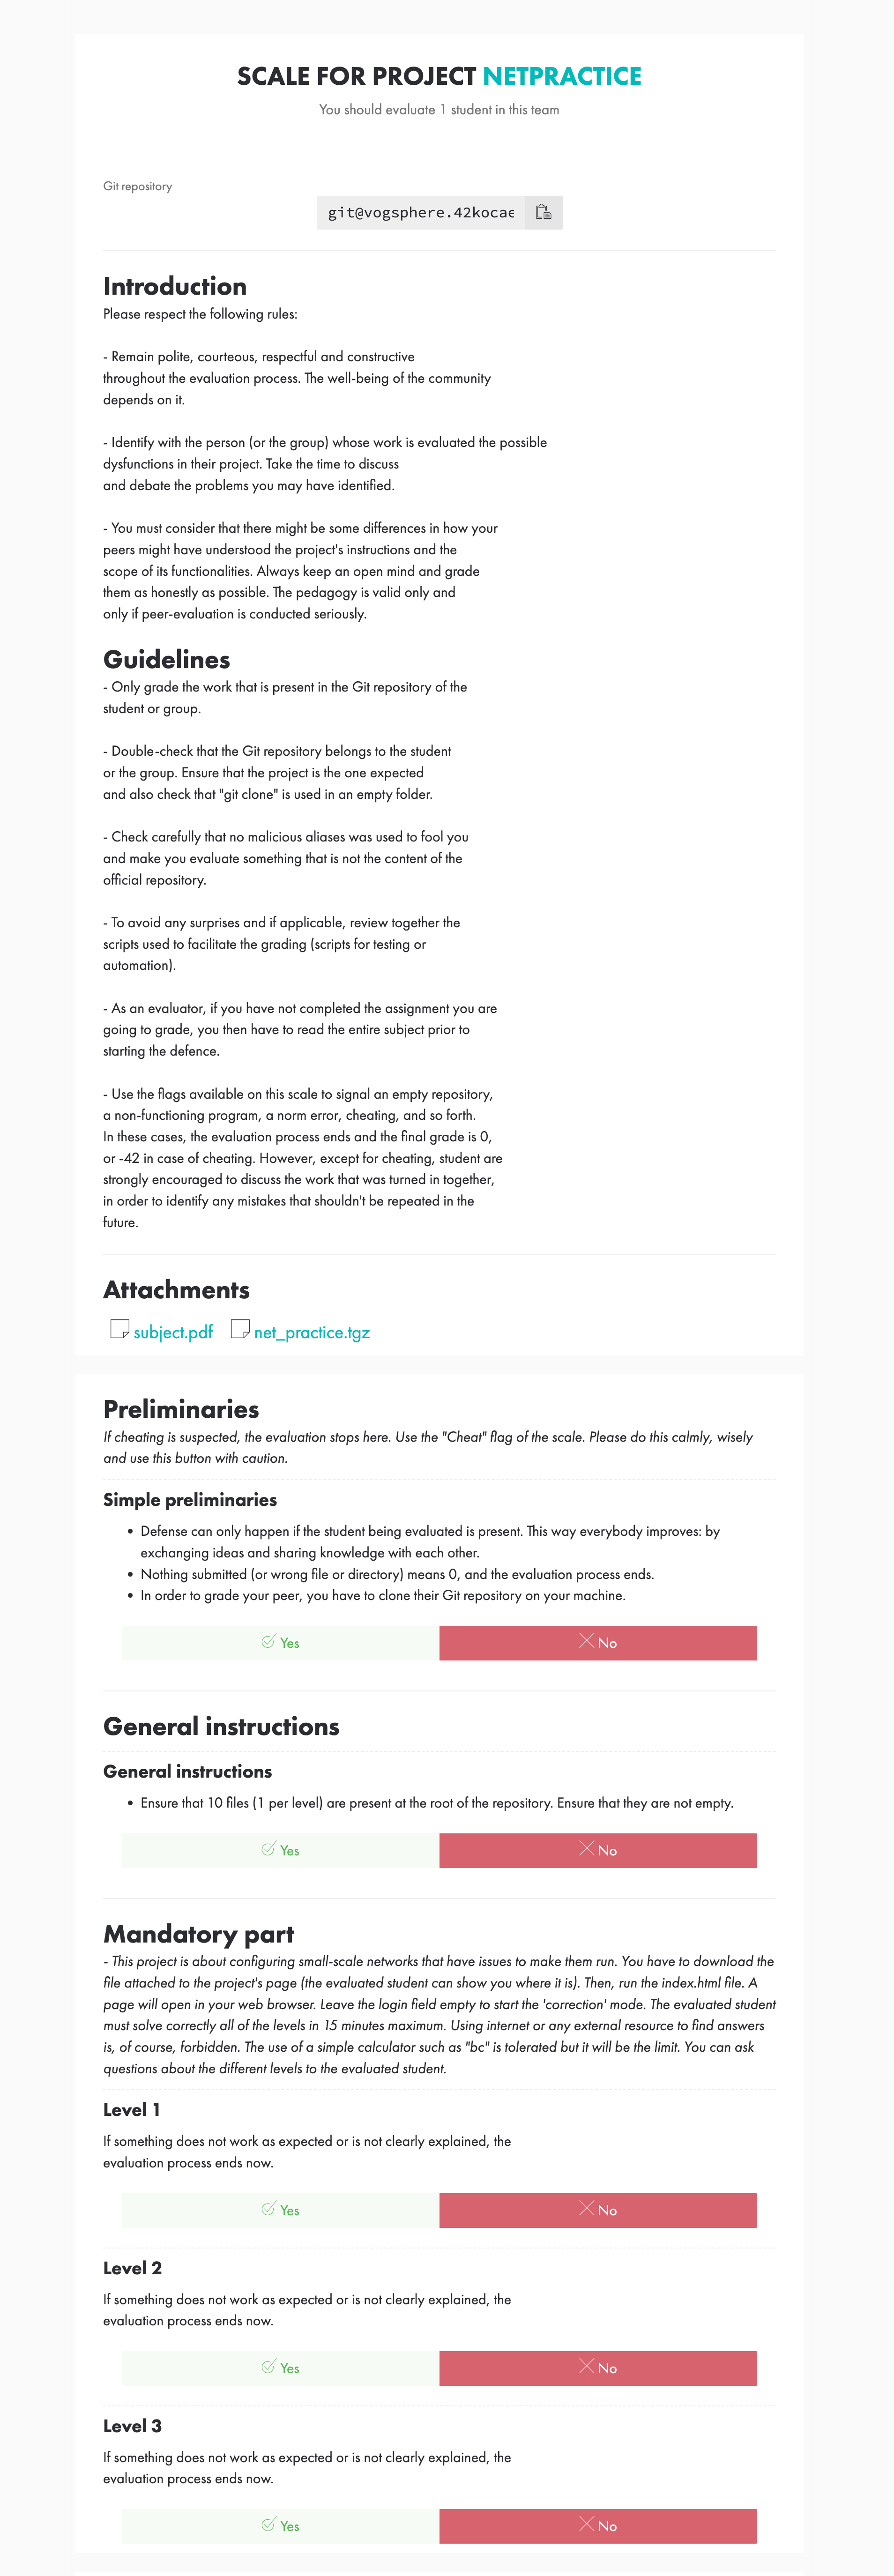 SCALE FOR PROJECT NETPRACTICE
You should evaluate 1 student in this team
Git repository
git@vogsphere.42kocae
Introduction
Please respect the following rules:
- Remain polite, courteous, respectful and constructive
throughout the evaluation process. The well-being of the community
depends on it.
- Identify with the person (or the group) whose work is evaluated the possible
dysfunctions in their project. Take the time to discuss
and debate the problems you may have identified.
- You must consider that there might be some differences in how your
peers might have understood the project's instructions and the
scope of its functionalities. Always keep an open mind and grade
them as honestly as possible. The pedagogy is valid only and
only if peer-evaluation is conducted seriously.
Guidelines
- Only grade the work that is present in the Git repository of the
student or group.
- Double-check that the Git repository belongs to the student
or the group. Ensure that the project is the one expected
and also check that "git clone" is used in an empty folder.
- Check carefully that no malicious aliases was used to fool you
and make you evaluate something that is not the content of the
official repository.
- To avoid any surprises and if applicable, review together the
scripts used to facilitate the grading (scripts for testing or
automation).
- As an evaluator, if you have not completed the assignment you are
going to grade, you then have to read the entire subject prior to
starting the defence.
- Use the flags available on this scale to signal an empty repository,
a non-functioning program, a norm error, cheating, and so forth.
In these cases, the evaluation process ends and the final grade is 0,
or -42 in case of cheating. However, except for cheating, student are
strongly encouraged to discuss the work that was turned in together,
in order to identify any mistakes that shouldn't be repeated in the
future.
Attachments
subject.pdf net_practice.tgz
Preliminaries
If cheating is suspected, the evaluation stops here. Use the "Cheat" flag of the scale. Please do this calmly, wisely
and use this button with caution.
Simple preliminaries
• Defense can only happen if the student being evaluated is present. This way everybody improves: by
exchanging ideas and sharing knowledge with each other.
• Nothing submitted (or wrong file or directory) means 0, and the evaluation process ends.
• In order to grade your peer, you have to clone their Git repository on your machine.
Yes No
General instructions
General instructions
• Ensure that 10 files (1 per level) are present at the root of the repository. Ensure that they are not empty.
Yes No
Mandatory part
- This project is about configuring small-scale networks that have issues to make them run. You have to download the
file attached to the project's page (the evaluated student can show you where it is). Then, run the index.html file. A
page will open in your web browser. Leave the login field empty to start the 'correction' mode. The evaluated student
must solve correctly all of the levels in 15 minutes maximum. Using internet or any external resource to find answers
is, of course, forbidden. The use of a simple calculator such as "bc" is tolerated but it will be the limit. You can ask
questions about the different levels to the evaluated student.
Level 1
If something does not work as expected or is not clearly explained, the
evaluation process ends now.
Yes No
Level 2
If something does not work as expected or is not clearly explained, the
evaluation process ends now.
Yes No
Level 3
If something does not work as expected or is not clearly explained, the
evaluation process ends now.
Yes No